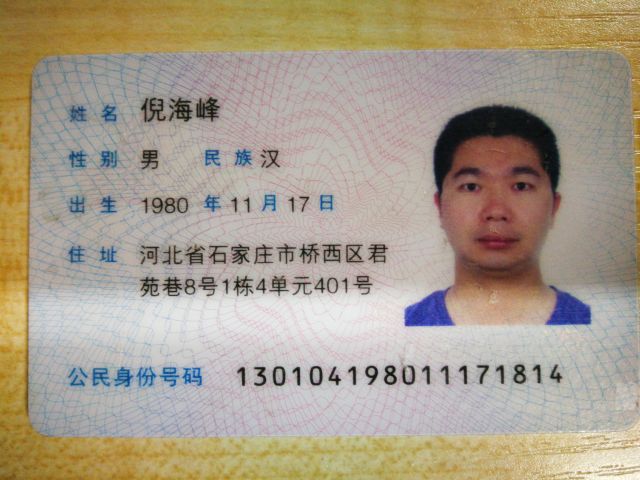 姓名 倪海峰
性别 男 民族 汉
出生 1980 年 11 月 17 日
住址 河北省石家庄市桥西区君
苑巷8号1栋4单元401号
公民身份号码 130104198011171814